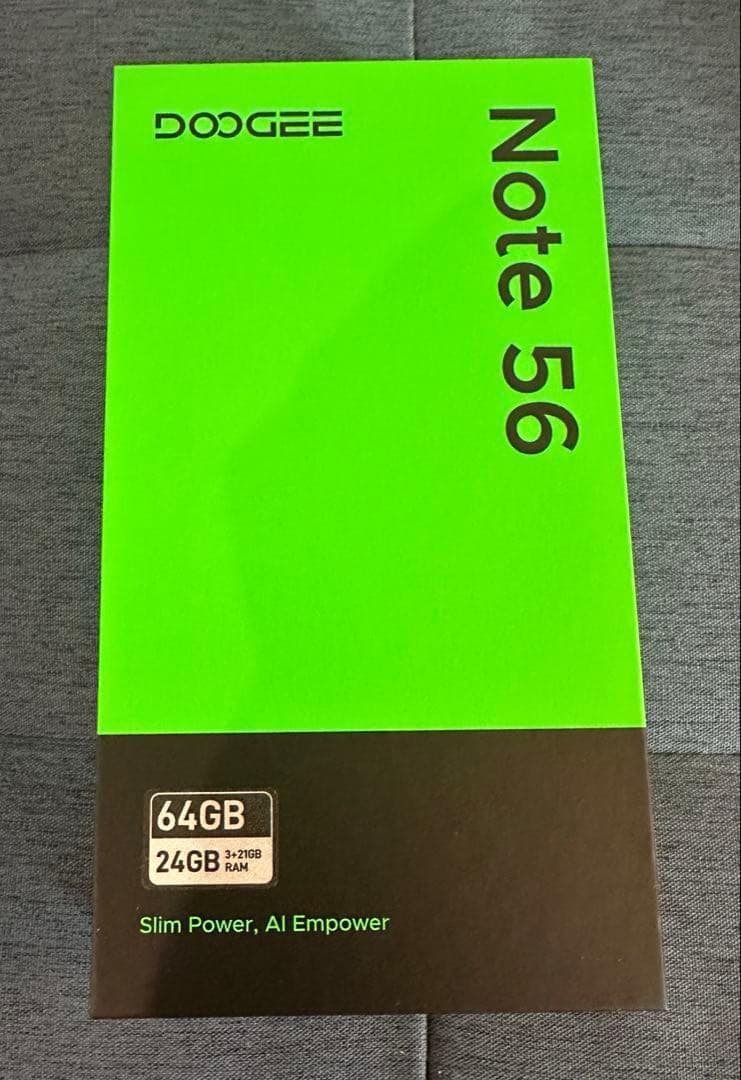 DOOGEE
Note 56
64GB
24GB 3+21GB
RAM
Slim Power, AI Empower